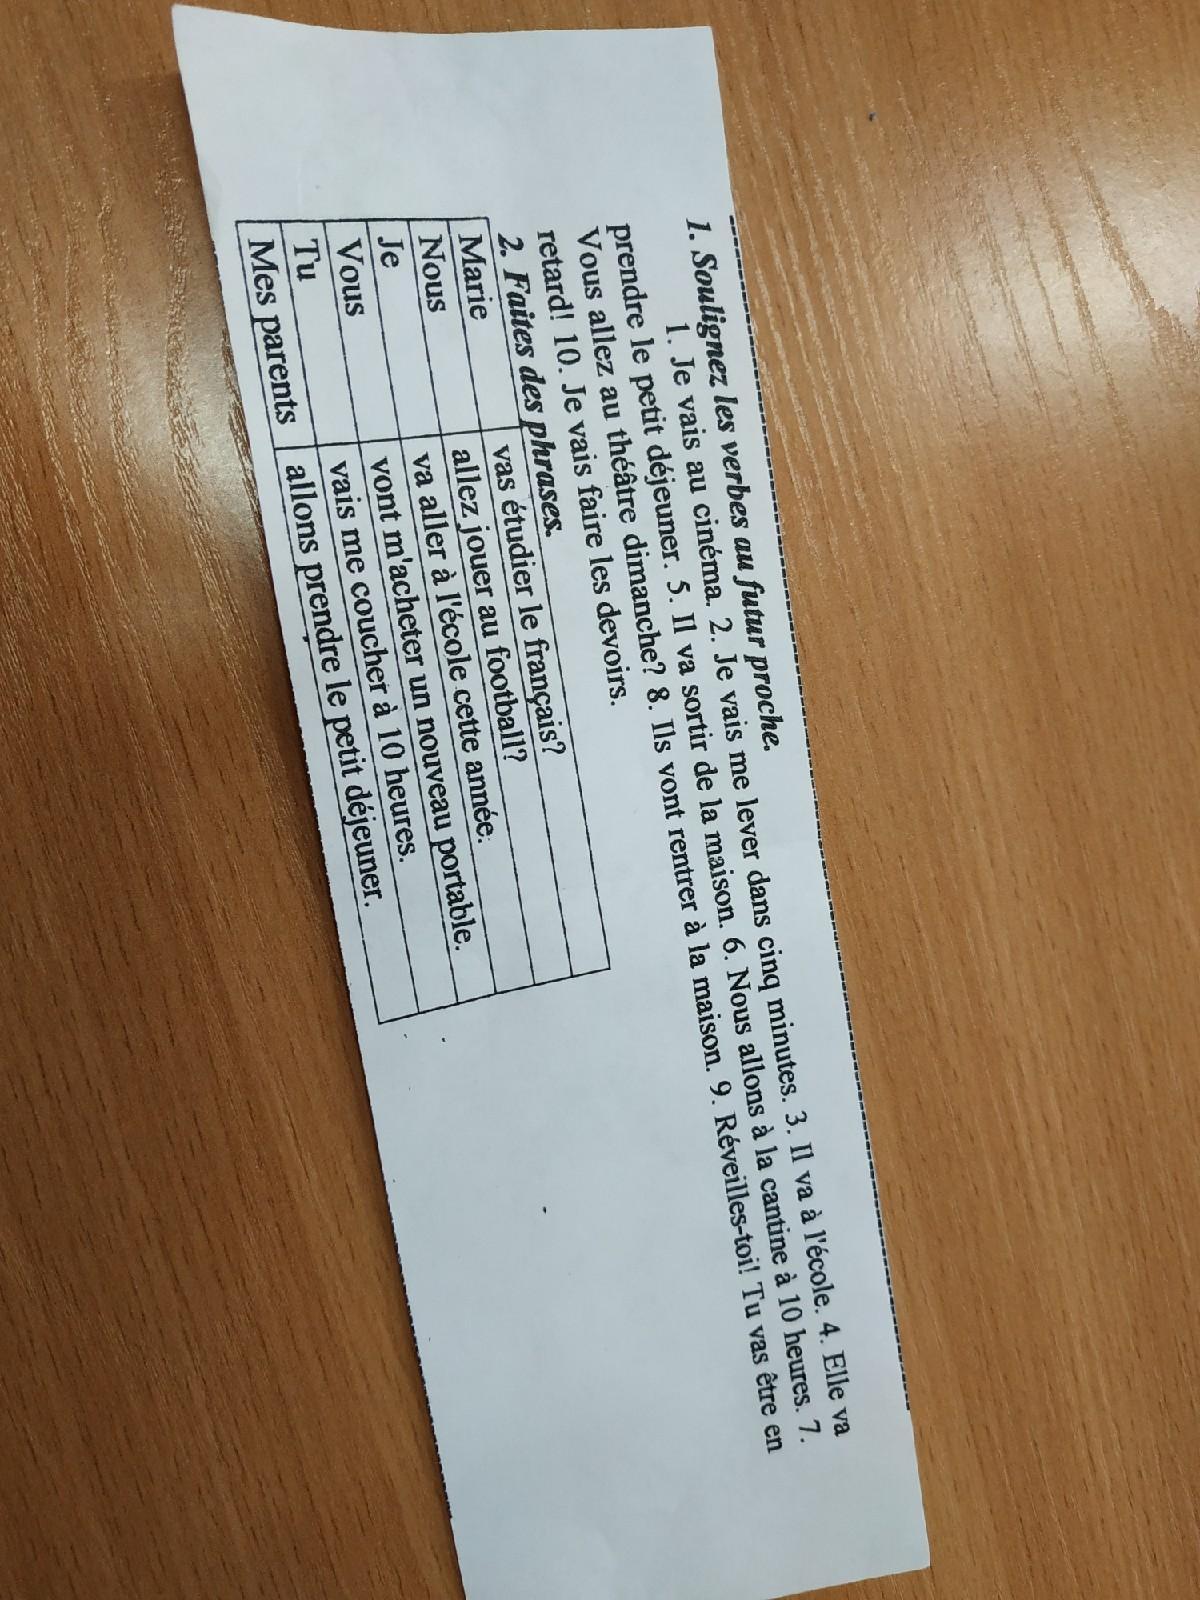 1. Soulignez les verbes au futur proche.
1. Je vais au cinéma. 2. Je vais me lever dans cinq minutes. 3. Il va à l'école. 4. Elle va
prendre le petit déjeuner. 5. Il va sortir de la maison. 6. Nous allons à la cantine à 10 heures. 7.
Vous allez au théâtre dimanche? 8. Ils vont rentrer à la maison. 9. Réveilles-toi! Tu vas être en
retard! 10. Je vais faire les devoirs.
2. Faites des phrases.
Marie vas étudier le français?
Nous allez jouer au football?
Je va aller à l'école cette année.
Vous vont m'acheter un nouveau portable.
Tu vais me coucher à 10 heures.
Mes parents allons prendre le petit déjeuner.